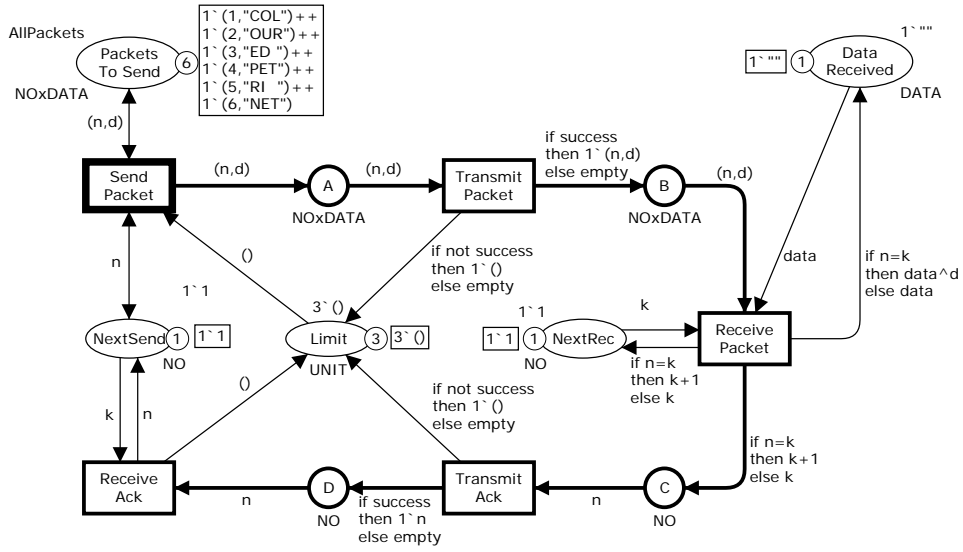 AllPackets
Packets
To Send
6
1`(1,"COL")++
1`(2,"OUR")++
1`(3,"ED ")++
1`(4,"PET")++
1`(5,"RI  ")++
1`(6,"NET")
NOxDATA
1`""
1`""
1
Data
Received
DATA
(n,d)
Send
Packet
(n,d)
A
NOxDATA
(n,d)
Transmit
Packet
if success
then 1`(n,d)
else empty
B
NOxDATA
(n,d)
n
()
if not success
then 1`()
else empty
data
if n=k
then data^d
else data
1`1
NextSend
1
1`1
NO
3`()
Limit
3
3`()
UNIT
1`1
1`1
1
NextRec
NO
k
if n=k
then k+1
else k
Receive
Packet
k
n
()
if not success
then 1`()
else empty
if n=k
then k+1
else k
Receive
Ack
n
D
NO
if success
then 1`n
else empty
Transmit
Ack
n
C
NO